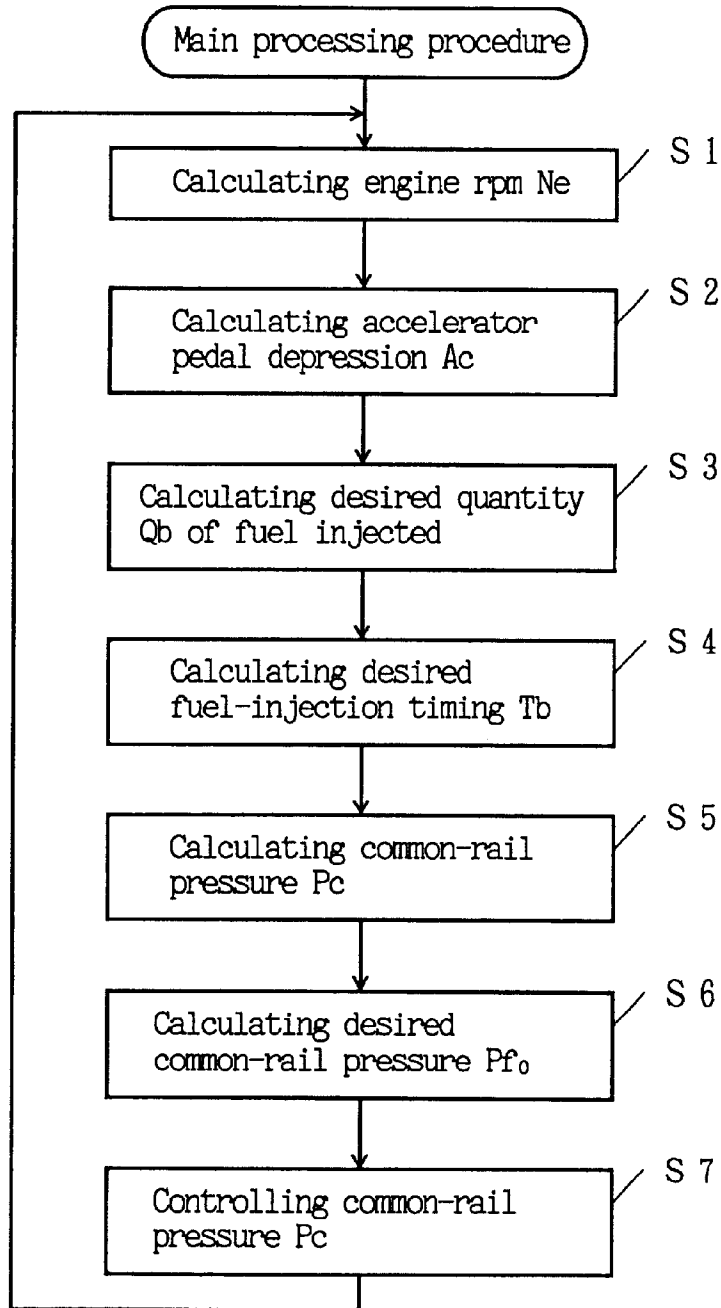 Main processing procedure
S 1
Calculating engine rpm Ne
S 2
Calculating accelerator
pedal depression Ac
S 3
Calculating desired quantity
Qb of fuel injected
S 4
Calculating desired
fuel-injection timing Tb
S 5
Calculating common-rail
pressure Pc
S 6
Calculating desired
common-rail pressure Pf₀
S 7
Controlling common-rail
pressure Pc